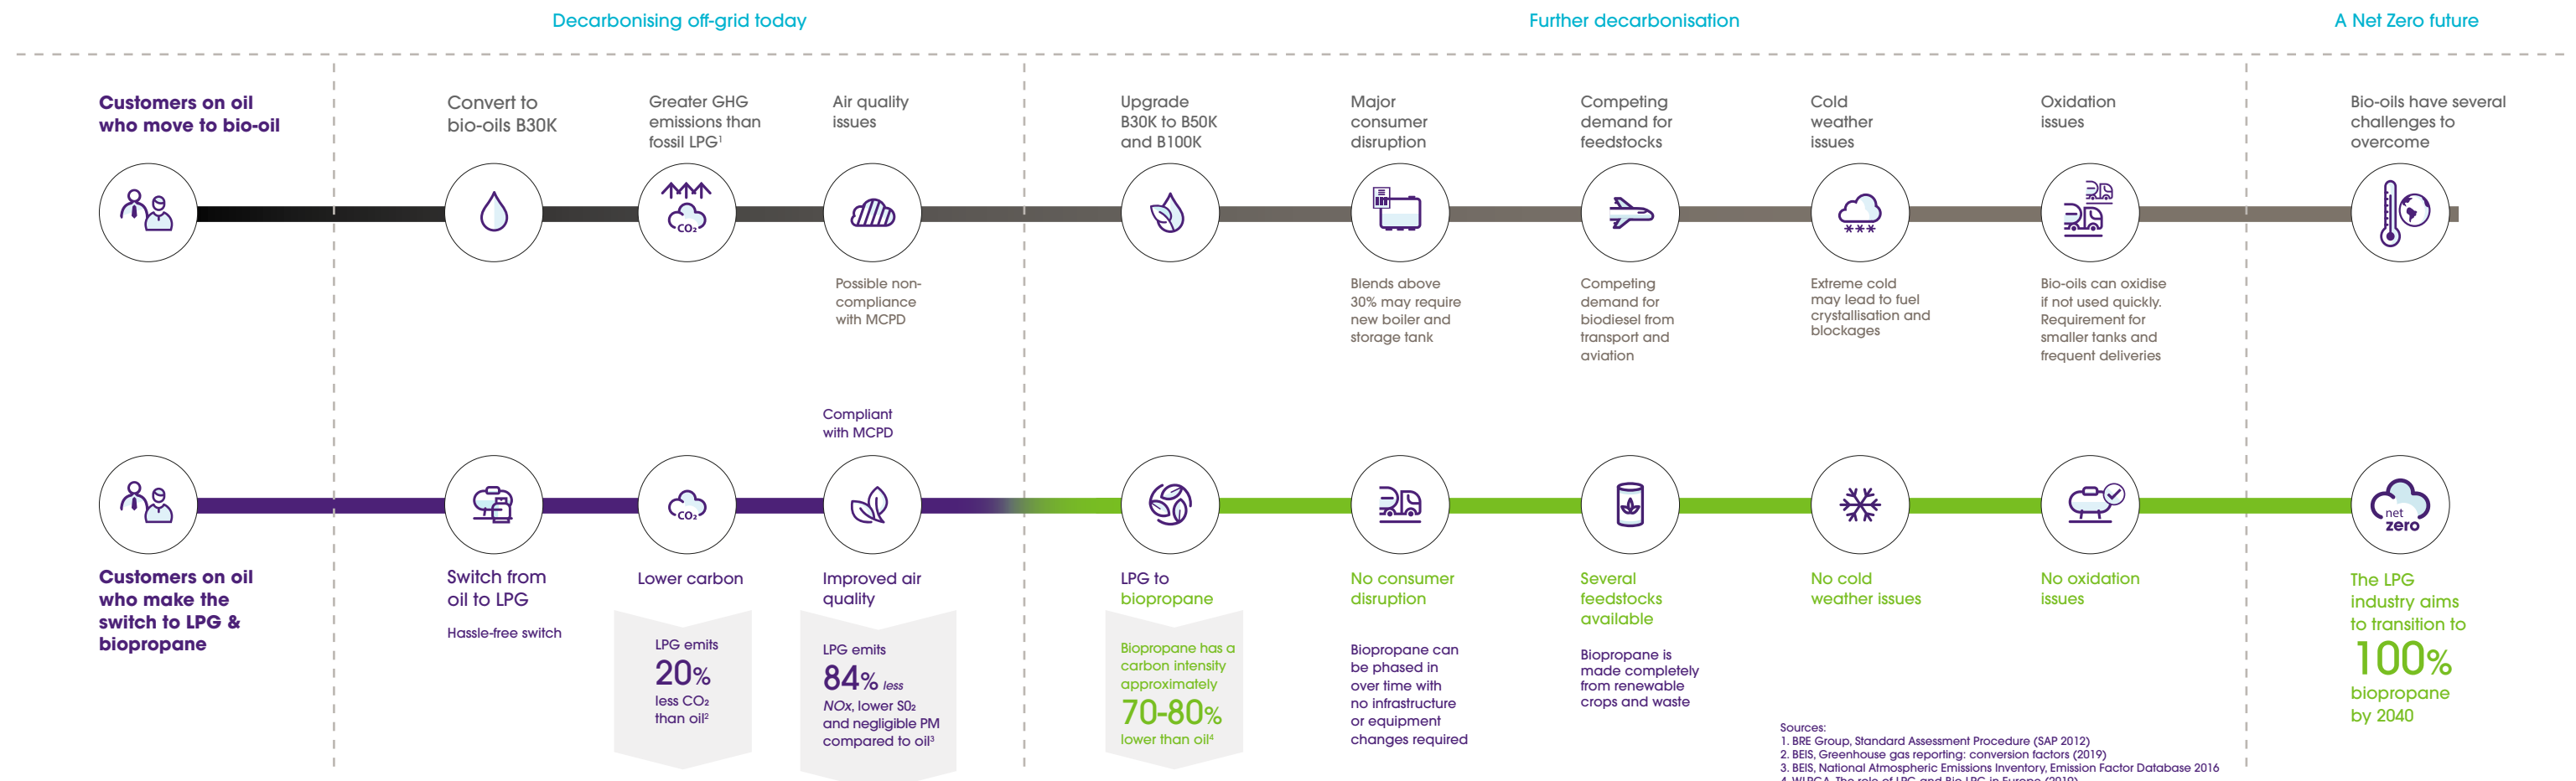 Decarbonising off-grid today
Further decarbonisation
A Net Zero future
Customers on oil
who move to bio-oil
Convert to
bio-oils B30K
Greater GHG
emissions than
fossil LPG¹
Air quality
issues
Upgrade
B30K to B50K
and B100K
Major
consumer
disruption
Competing
demand for
feedstocks
Cold
weather
issues
Oxidation
issues
Bio-oils have several
challenges to
overcome
CO₂
Possible non-
compliance
with MCPD
Blends above
30% may require
new boiler and
storage tank
Competing
demand for
biodiesel from
transport and
aviation
Extreme cold
may lead to fuel
crystallisation and
blockages
Bio-oils can oxidise
if not used quickly.
Requirement for
smaller tanks and
frequent deliveries
Compliant
with MCPD
CO₂
net
zero
Customers on oil
who make the
switch to LPG &
biopropane
Switch from
oil to LPG
Hassle-free switch
Lower carbon
LPG emits
20%
less CO₂
than oil²
Improved air
quality
LPG emits
84% less
NOx, lower S0₂
and negligible PM
compared to oil³
LPG to
biopropane
Biopropane has a
carbon intensity
approximately
70-80%
lower than oil⁴
No consumer
disruption
Biopropane can
be phased in
over time with
no infrastructure
or equipment
changes required
Several
feedstocks
available
Biopropane is
made completely
from renewable
crops and waste
No cold
weather issues
No oxidation
issues
The LPG
industry aims
to transition to
100%
biopropane
by 2040
Sources:
1. BRE Group, Standard Assessment Procedure (SAP 2012)
2. BEIS, Greenhouse gas reporting: conversion factors (2019)
3. BEIS, National Atmospheric Emissions Inventory, Emission Factor Database 2016
4. WLPGA, The role of LPG and Bio LPG in Europe (2019)